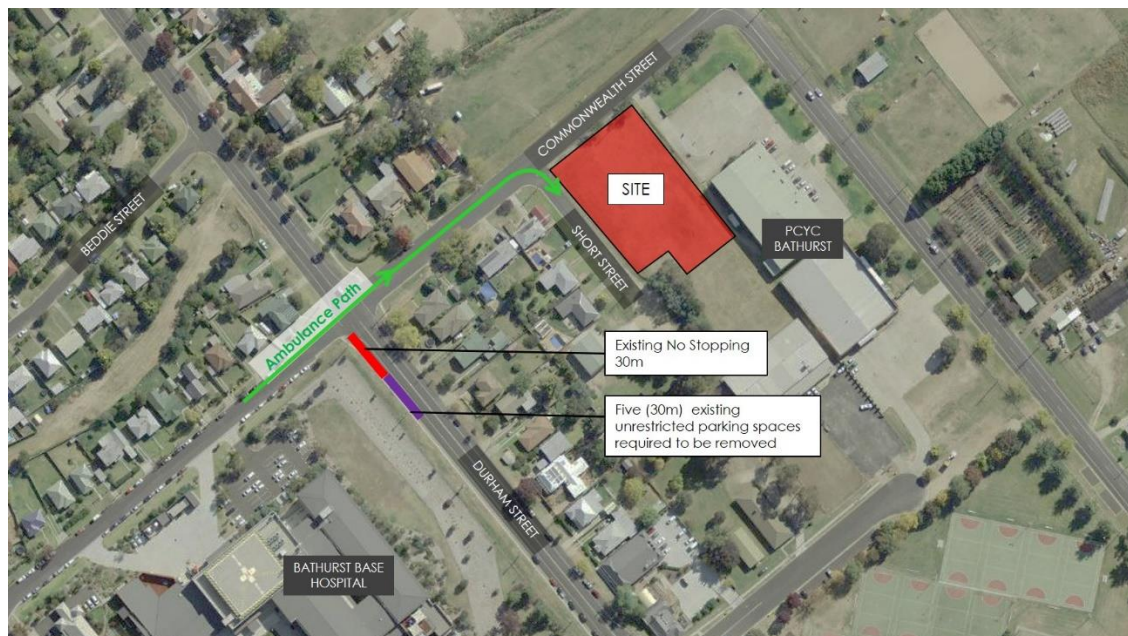 COMMONWEALTH STREET
SITE
BEDDIE STREET
SHORT STREET
PCYC
BATHURST
Ambulance Path
Existing No Stopping
30m
Five (30m) existing
unrestricted parking spaces
required to be removed
DURHAM STREET
BATHURST BASE
HOSPITAL